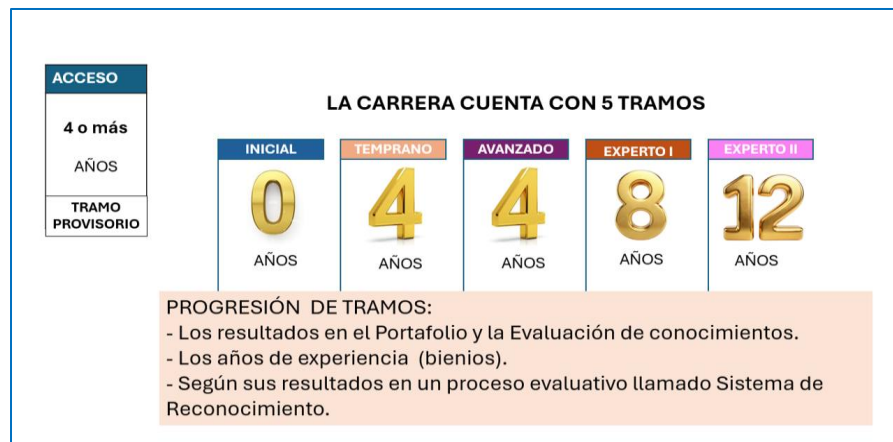 ACCESO
4 o más
AÑOS
TRAMO
PROVISORIO
LA CARRERA CUENTA CON 5 TRAMOS
INICIAL
0
AÑOS
TEMPRANO
4
AÑOS
AVANZADO
4
AÑOS
EXPERTO I
8
AÑOS
EXPERTO II
12
AÑOS
PROGRESIÓN DE TRAMOS:
- Los resultados en el Portafolio y la Evaluación de conocimientos.
- Los años de experiencia (bienios).
- Según sus resultados en un proceso evaluativo llamado Sistema de
Reconocimiento.